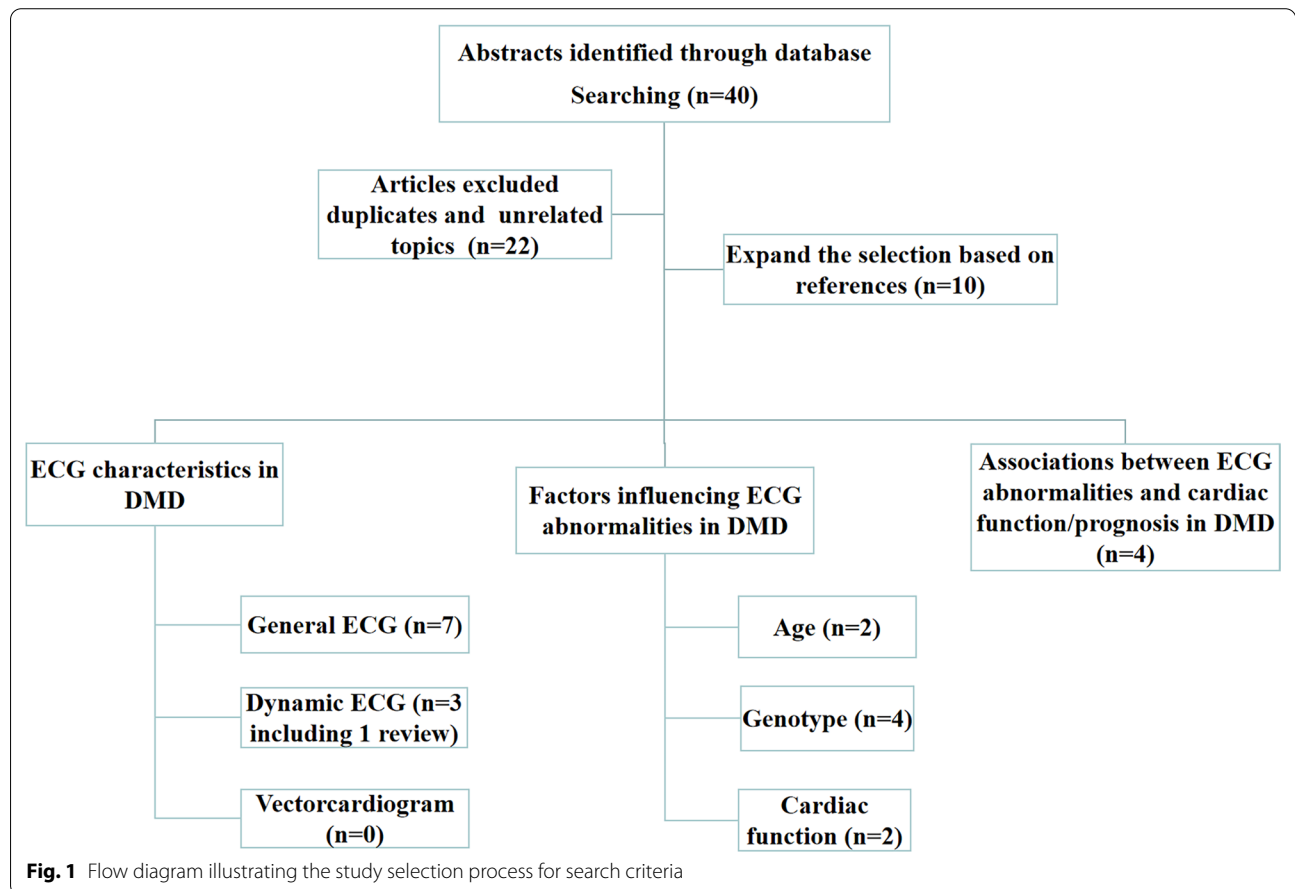 Abstracts identified through database
Searching (n=40)
Articles excluded
duplicates and unrelated
topics (n=22)
Expand the selection based on
references (n=10)
ECG characteristics in
DMD
Factors influencing ECG
abnormalities in DMD
Associations between ECG
abnormalities and cardiac
function/prognosis in DMD
(n=4)
General ECG (n=7)
Dynamic ECG (n=3
including 1 review)
Vectorcardiogram
(n=0)
Age (n=2)
Genotype (n=4)
Cardiac
function (n=2)
Fig. 1 Flow diagram illustrating the study selection process for search criteria